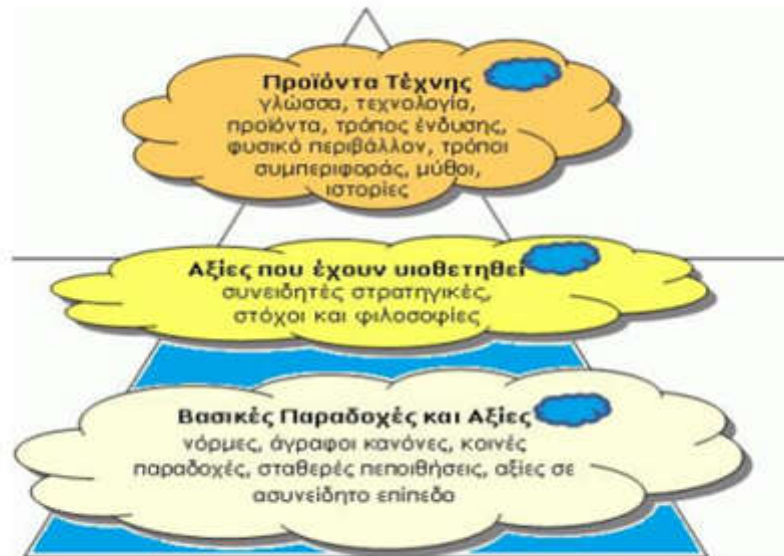 Προϊόντα Τέχνης
γλώσσα, τεχνολογία,
προϊόντα, τρόπος ένδυσης,
φυσικό περιβάλλον, τρόποι
συμπεριφοράς, μύθοι,
ιστορίες
Αξίες που έχουν υιοθετηθεί
συνειδητές στρατηγικές,
στόχοι και φιλοσοφίες
Βασικές Παραδοχές και Αξίες
νόρμες, άγραφοι κανόνες, κοινές
παραδοχές, σταθερές πεποιθήσεις, αξίες σε
ασυνείδητο επίπεδο